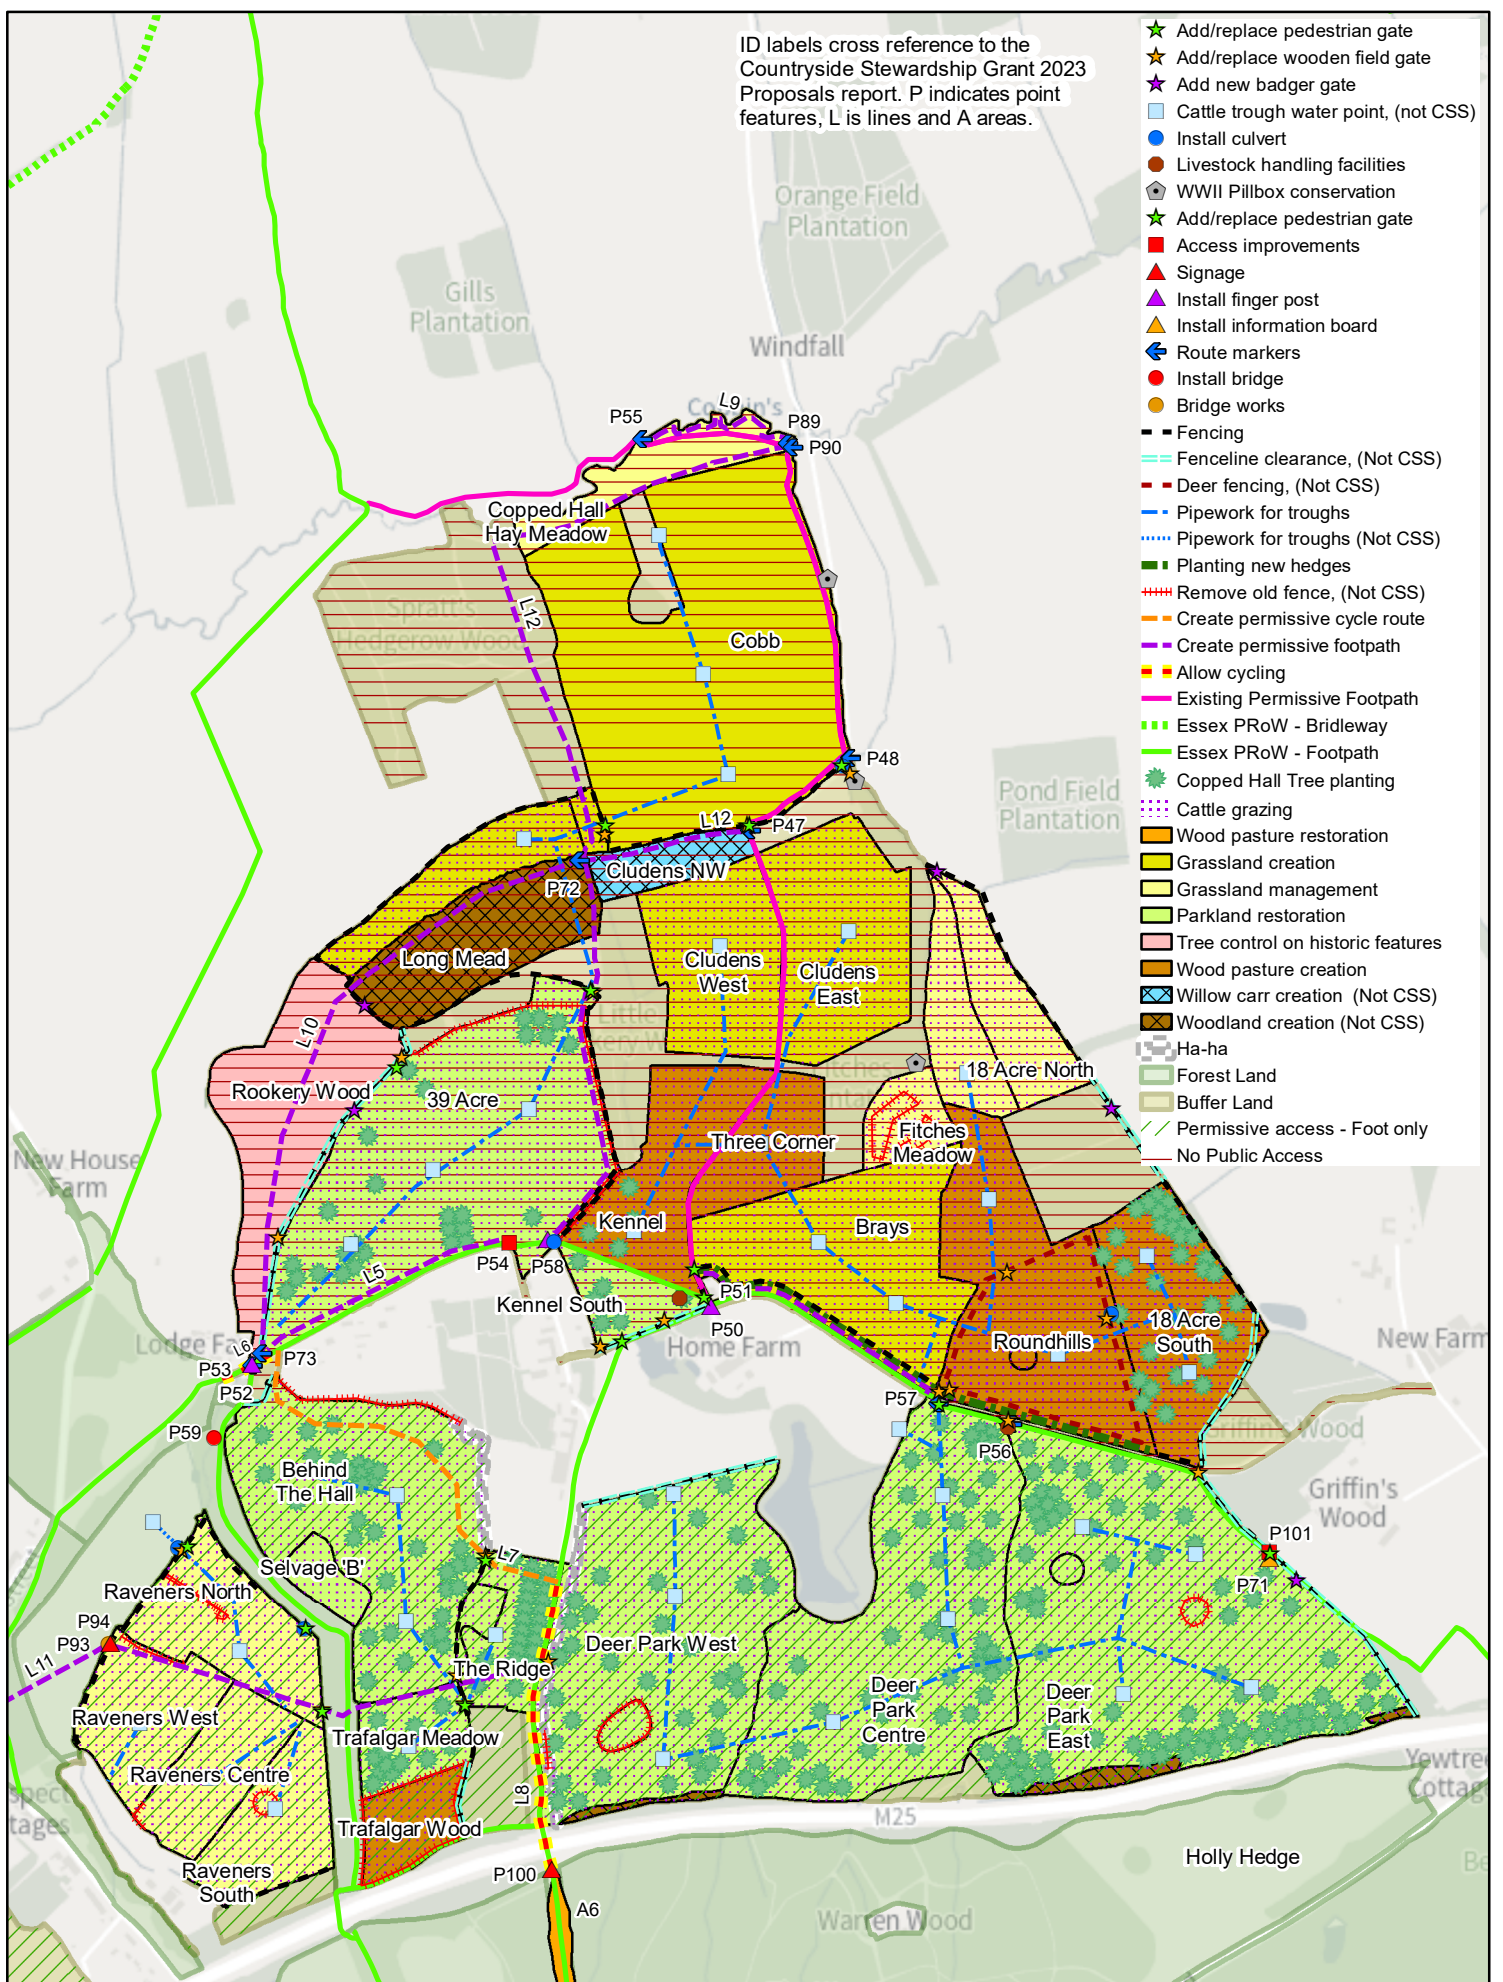 ID labels cross reference to the
Countryside Stewardship Grant 2023
Proposals report. P indicates point
features, L is lines and A areas.
Add/replace pedestrian gate
Add/replace wooden field gate
Add new badger gate
Cattle trough water point, (not CSS)
Install culvert
Livestock handling facilities
WWII Pillbox conservation
Add/replace pedestrian gate
Access improvements
Signage
Install finger post
Install information board
Route markers
Install bridge
Bridge works
Fencing
Fenceline clearance, (Not CSS)
Deer fencing, (Not CSS)
Pipework for troughs
Pipework for troughs (Not CSS)
Planting new hedges
Remove old fence, (Not CSS)
Create permissive cycle route
Create permissive footpath
Allow cycling
Existing Permissive Footpath
Essex PRoW - Bridleway
Essex PRoW - Footpath
Copped Hall Tree planting
Cattle grazing
Wood pasture restoration
Grassland creation
Grassland management
Parkland restoration
Tree control on historic features
Wood pasture creation
Willow carr creation (Not CSS)
Woodland creation (Not CSS)
Ha-ha
Forest Land
Buffer Land
Permissive access - Foot only
No Public Access
Orange Field
Plantation
Gills
Plantation
Windfall
L9
P55
P89
P90
Copped Hall
Hay Meadow
Spratt's
Hedgerow Wood
L12
Cobb
P48
Pond Field
Plantation
L12
P47
Cludens NW
P72
Long Mead
Cludens
West
Cludens
East
Little
L10
Rookery Wood
39 Acre
18 Acre North
Three Corner
Fitches
Meadow
New House
Farm
Kennel
Brays
P54
P58
L5
Kennel South
P51
P50
Home Farm
Roundhills
18 Acre
South
New Farm
L6
P73
P53
P52
P57
P56
P59
Griffin's Wood
Griffin's
Wood
Behind
The Hall
P101
P71
Selvage 'B'
L7
Raveners North
P94
P93
L11
Deer Park West
The Ridge
Raveners West
Deer
Park
Centre
Deer
Park
East
Trafalgar Meadow
Raveners Centre
L8
Trafalgar Wood
M25
Yewtree
Cottage
Raveners
South
P100
Holly Hedge
A6
Warren Wood